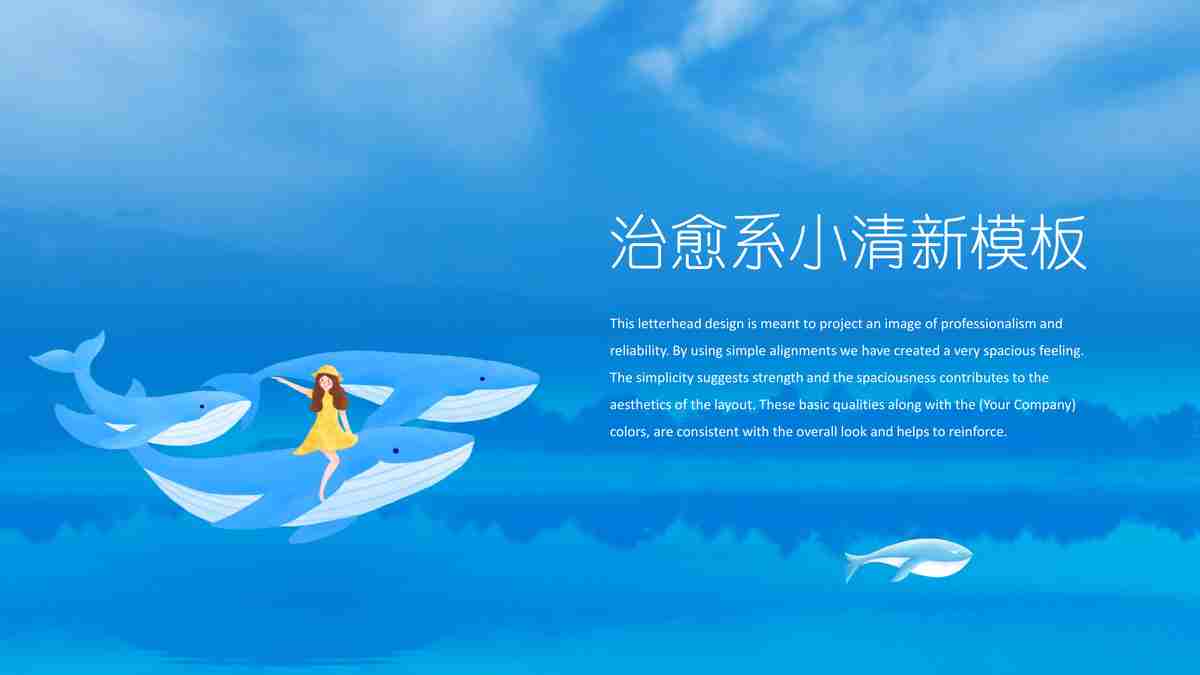 治愈系小清新模板
This letterhead design is meant to project an image of professionalism and
reliability. By using simple alignments we have created a very spacious feeling.
The simplicity suggests strength and the spaciousness contributes to the
aesthetics of the layout. These basic qualities along with the (Your Company)
colors, are consistent with the overall look and helps to reinforce.